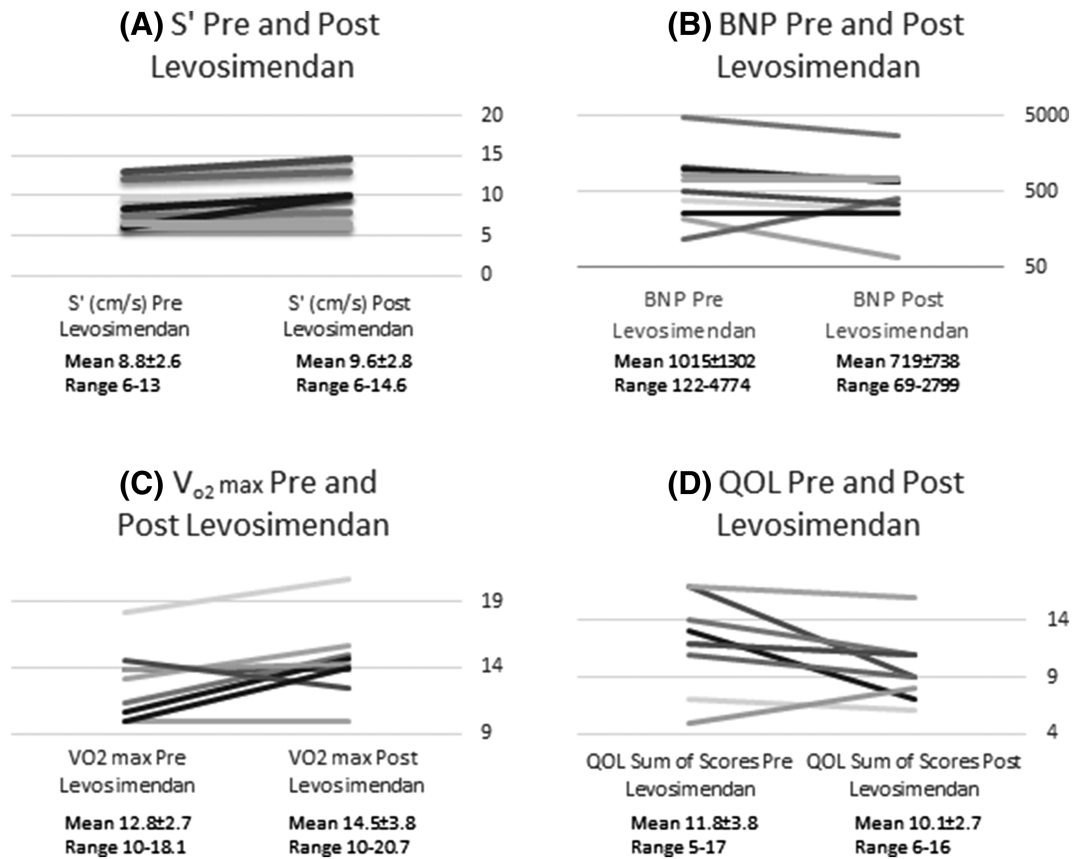 (A) S' Pre and Post
Levosimendan
20
15
10
5
0
S' (cm/s) Pre
Levosimendan
Mean 8.8±2.6
Range 6-13
S' (cm/s) Post
Levosimendan
Mean 9.6±2.8
Range 6-14.6
(B) BNP Pre and Post
Levosimendan
5000
500
50
BNP Pre
Levosimendan
Mean 1015±1302
Range 122-4774
BNP Post
Levosimendan
Mean 719±738
Range 69-2799
(C) Vo2 max Pre and
Post Levosimendan
19
14
9
VO2 max Pre
Levosimendan
Mean 12.8±2.7
Range 10-18.1
VO2 max Post
Levosimendan
Mean 14.5±3.8
Range 10-20.7
(D) QOL Pre and Post
Levosimendan
14
9
4
QOL Sum of Scores Pre
Levosimendan
Mean 11.8±3.8
Range 5-17
QOL Sum of Scores Post
Levosimendan
Mean 10.1±2.7
Range 6-16